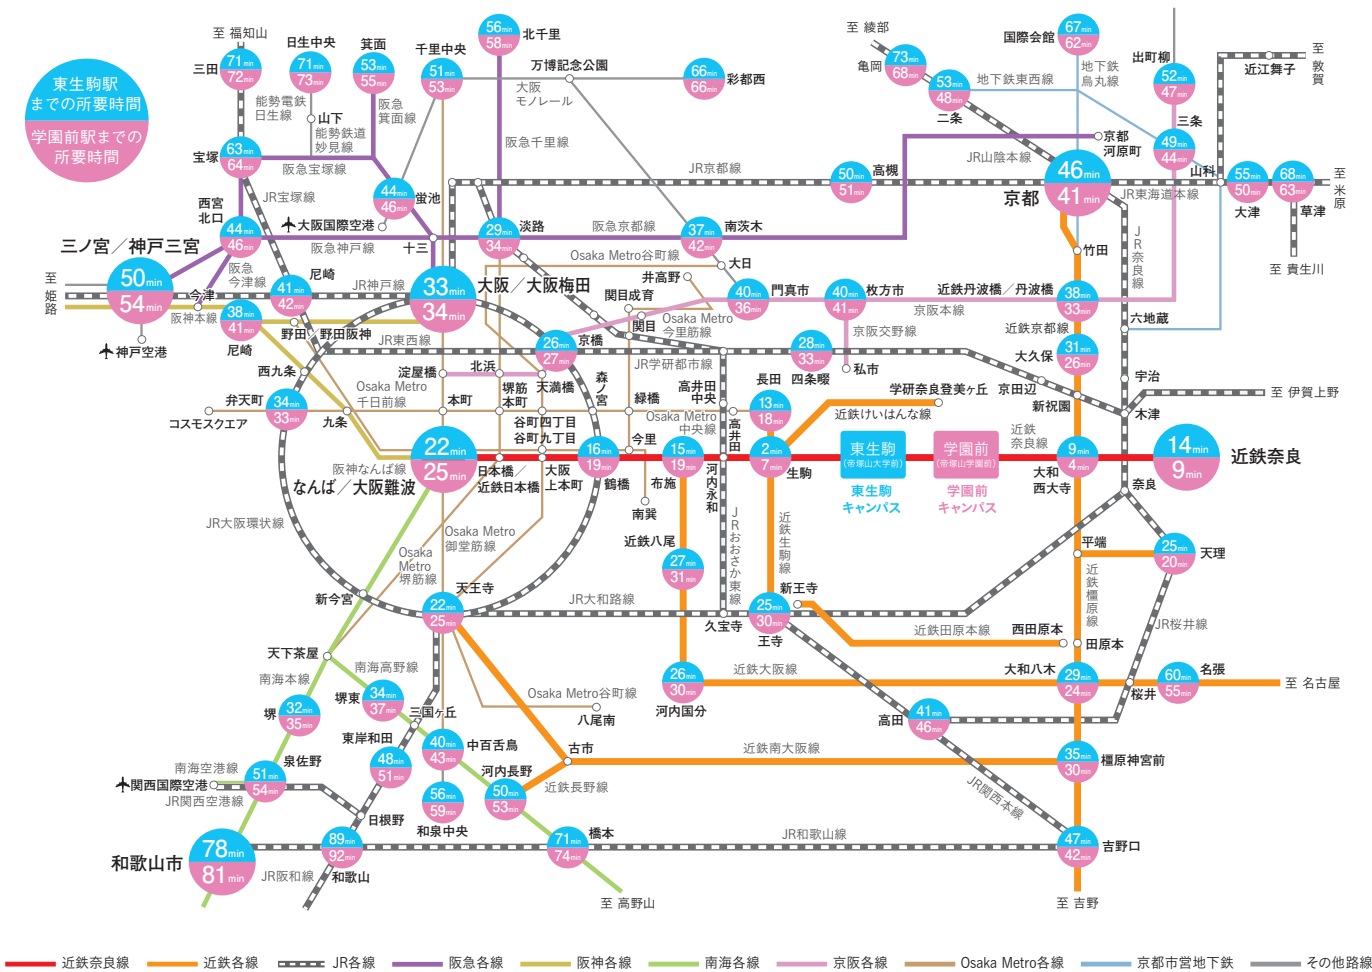 東生駒駅
までの所要時間
学園前駅までの
所要時間
至 福知山
71min
72min
三田
日生中央
71min
73min
能勢電鉄
日生線
山下
能勢鉄道
妙見線
箕面
53min
55min
阪急
箕面線
千里中央
51min
53min
56min
58min
北千里
万博記念公園
大阪
モノレール
66min
66min
彩都西
阪急千里線
至 綾部
73min
68min
亀岡
53min
48min
二条
国際会館
67min
62min
地下鉄
烏丸線
地下鉄東西線
出町柳
52min
47min
三条
49min
44min
近江舞子
至
敦賀
京都
河原町
JR山陰本線
宝塚
63min
64min
阪急宝塚線
JR宝塚線
44min
46min
蛍池
大阪国際空港
JR京都線
50min
51min
高槻
46min
41min
京都
山科
JR東海道本線
55min
50min
大津
68min
63min
草津
至
米原
至 貴生川
西宮
北口
44min
46min
阪急神戸線
阪急
今津線
十三
29min
34min
淡路
阪急京都線
37min
42min
南茨木
竹田
JR奈良線
三ノ宮/神戸三宮
50min
54min
至
姫路
今津
阪神本線
神戸空港
尼崎
41min
42min
JR神戸線
38min
41min
尼崎
33min
34min
大阪/大阪梅田
野田
野田阪神
JR東西線
Osaka Metro谷町線
大日
井高野
関目成育
関目
Osaka Metro
今里筋線
40min
36min
門真市
40min
41min
枚方市
京阪本線
京阪交野線
私市
近鉄丹波橋/丹波橋
38min
33min
近鉄京都線
六地蔵
西九条
26min
27min
京橋
JR学研都市線
28min
33min
四条畷
31min
26min
大久保
京田辺
新祝園
宇治
木津
至 伊賀上野
淀屋橋
北浜
堺筋
本町
天満橋
森ノ宮
緑橋
高井田
中央
長田
13min
18min
学研奈良登美ヶ丘
近鉄けいはんな線
弁天町
34min
33min
コスモスクエア
九条
Osaka Metro
千日前線
本町
谷町四丁目
谷町九丁目
今里
Osaka Metro
中央線
高井田
22min
25min
なんば/大阪難波
阪神なんば線
日本橋/
近鉄日本橋
大阪
上本町
16min
19min
鶴橋
15min
19min
布施
河内永和
2min
7min
生駒
東生駒
(帝塚山大学前)
東生駒
キャンパス
学園前
(帝塚山学園前)
学園前
キャンパス
近鉄
奈良線
9min
4min
大和
西大寺
14min
9min
近鉄奈良
奈良
南巽
JR大阪環状線
Osaka Metro
御堂筋線
Osaka
Metro
堺筋線
近鉄八尾
27min
31min
JRおおさか東線
近鉄生駒線
平端
25min
20min
天理
近鉄橿原線
JR桜井線
新今宮
天王寺
22min
25min
JR大和路線
久宝寺
新王寺
25min
30min
王寺
近鉄田原本線
西田原本
田原本
天下茶屋
南海高野線
南海本線
堺東
34min
37min
三国ヶ丘
Osaka Metro谷町線
八尾南
26min
30min
河内国分
近鉄大阪線
大和八木
29min
24min
桜井
60min
55min
名張
至 名古屋
堺
32min
35min
東岸和田
48min
51min
40min
43min
中百舌鳥
56min
59min
和泉中央
河内長野
50min
53min
古市
近鉄長野線
近鉄南大阪線
高田
41min
46min
35min
30min
橿原神宮前
JR関西本線
泉佐野
51min
54min
南海空港線
関西国際空港
JR関西空港線
日根野
78min
81min
和歌山市
JR阪和線
89min
92min
和歌山
71min
74min
橋本
至 高野山
JR和歌山線
47min
42min
吉野口
至 吉野
近鉄奈良線
近鉄各線
JR各線
阪急各線
阪神各線
南海各線
京阪各線
Osaka Metro各線
京都市営地下鉄
その他路線